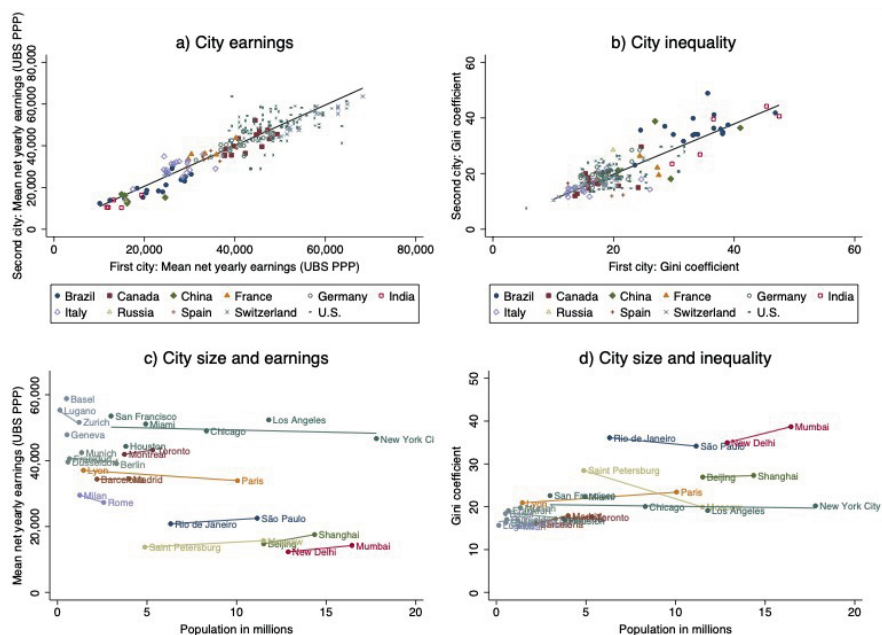 a) City earnings
Second city: Mean net yearly earnings (UBS PPP)
80,000
60,000
40,000
20,000
0
0 20,000 40,000 60,000 80,000
First city: Mean net yearly earnings (UBS PPP)
Brazil Canada China France Germany India
Italy Russia Spain Switzerland U.S.
b) City inequality
Second city: Gini coefficient
60
40
20
0
0 20 40 60
First city: Gini coefficient
Brazil Canada China France Germany India
Italy Russia Spain Switzerland U.S.
c) City size and earnings
Mean net yearly earnings (UBS PPP)
60,000
40,000
20,000
0
Basel
Lugano
Zurich
San Francisco
Miami
Los Angeles
Chicago
Geneva
New York Ci
Houston
Munich
Toronto
Montreal
Berlin
Lyon
Barcelona
Madrid
Paris
Milan
Rome
São Paulo
Rio de Janeiro
Shanghai
Saint Petersburg
Beijing
Mumbai
New Delhi
0 5 10 15 20
Population in millions
d) City size and inequality
Gini coefficient
50
40
30
20
10
0
Mumbai
Rio de Janeiro
São Paulo
New Delhi
Saint Petersburg
Beijing
Shanghai
Paris
San Francisco
Miami
Lyon
Chicago
New York City
Los Angeles
Toronto
Barcelona
0 5 10 15 20
Population in millions